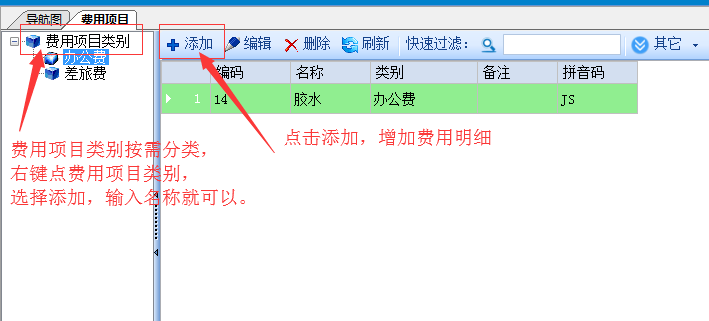 导航图 费用项目
费用项目类别
办公费
差旅费
添加 编辑 删除 刷新 快速过滤: 其它
编码 名称 类别 备注 拼音码
1 14 胶水 办公费 JS
点击添加，增加费用明细
费用项目类别按需分类，
右键点费用项目类别，
选择添加，输入名称就可以。